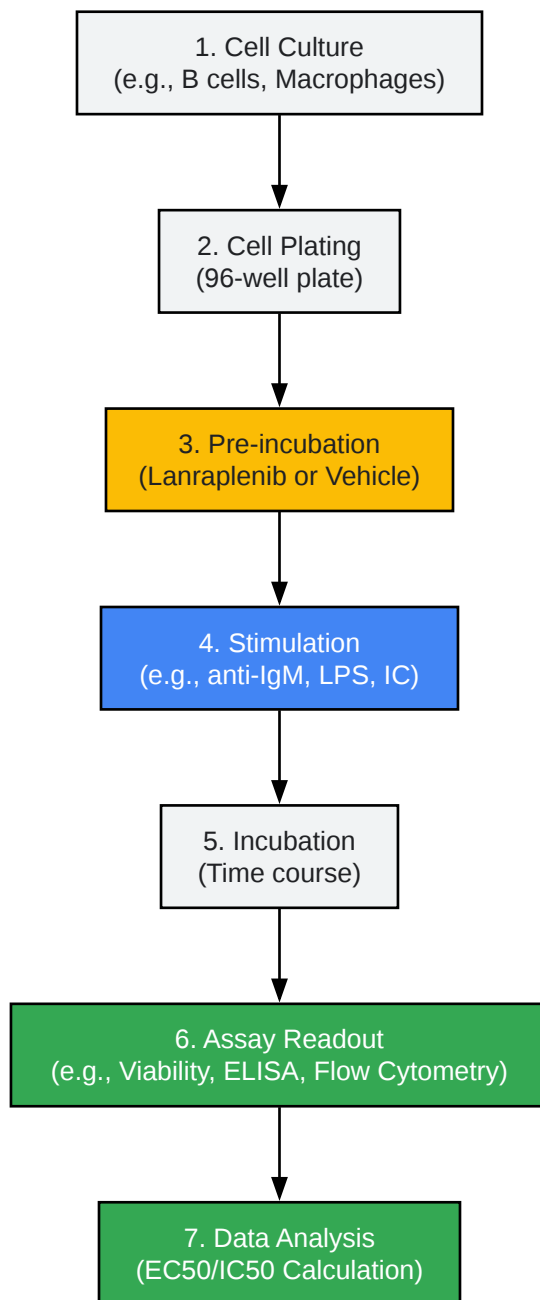 1. Cell Culture
(e.g., B cells, Macrophages)
2. Cell Plating
(96-well plate)
3. Pre-incubation
(Lanraplenib or Vehicle)
4. Stimulation
(e.g., anti-IgM, LPS, IC)
5. Incubation
(Time course)
6. Assay Readout
(e.g., Viability, ELISA, Flow Cytometry)
7. Data Analysis
(EC50/IC50 Calculation)